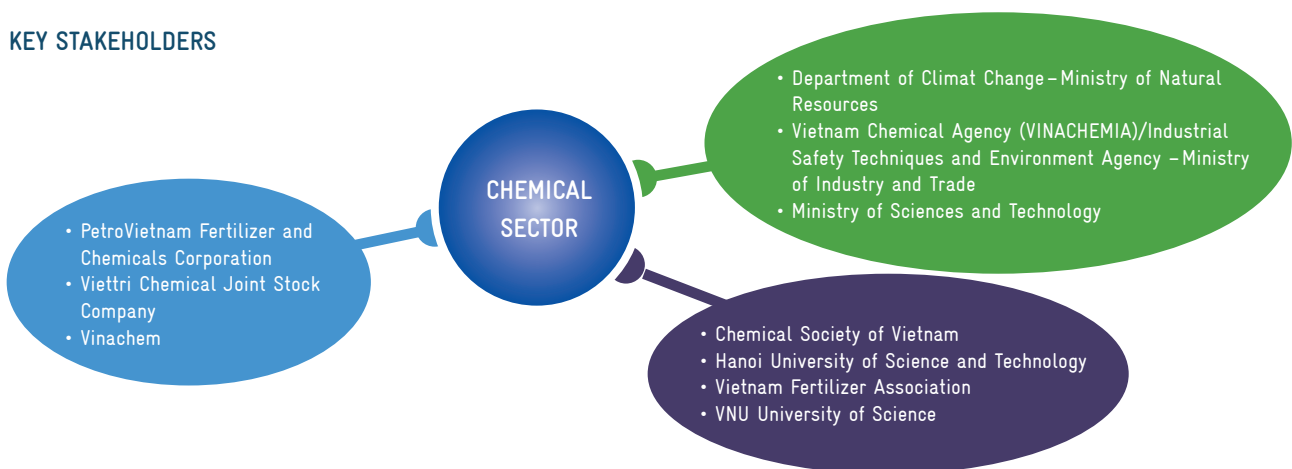 KEY STAKEHOLDERS
CHEMICAL
SECTOR
• PetroVietnam Fertilizer and
Chemicals Corporation
• Viettri Chemical Joint Stock
Company
• Vinachem
• Department of Climat Change – Ministry of Natural
Resources
• Vietnam Chemical Agency (VINACHEMIA)/Industrial
Safety Techniques and Environment Agency – Ministry
of Industry and Trade
• Ministry of Sciences and Technology
• Chemical Society of Vietnam
• Hanoi University of Science and Technology
• Vietnam Fertilizer Association
• VNU University of Science